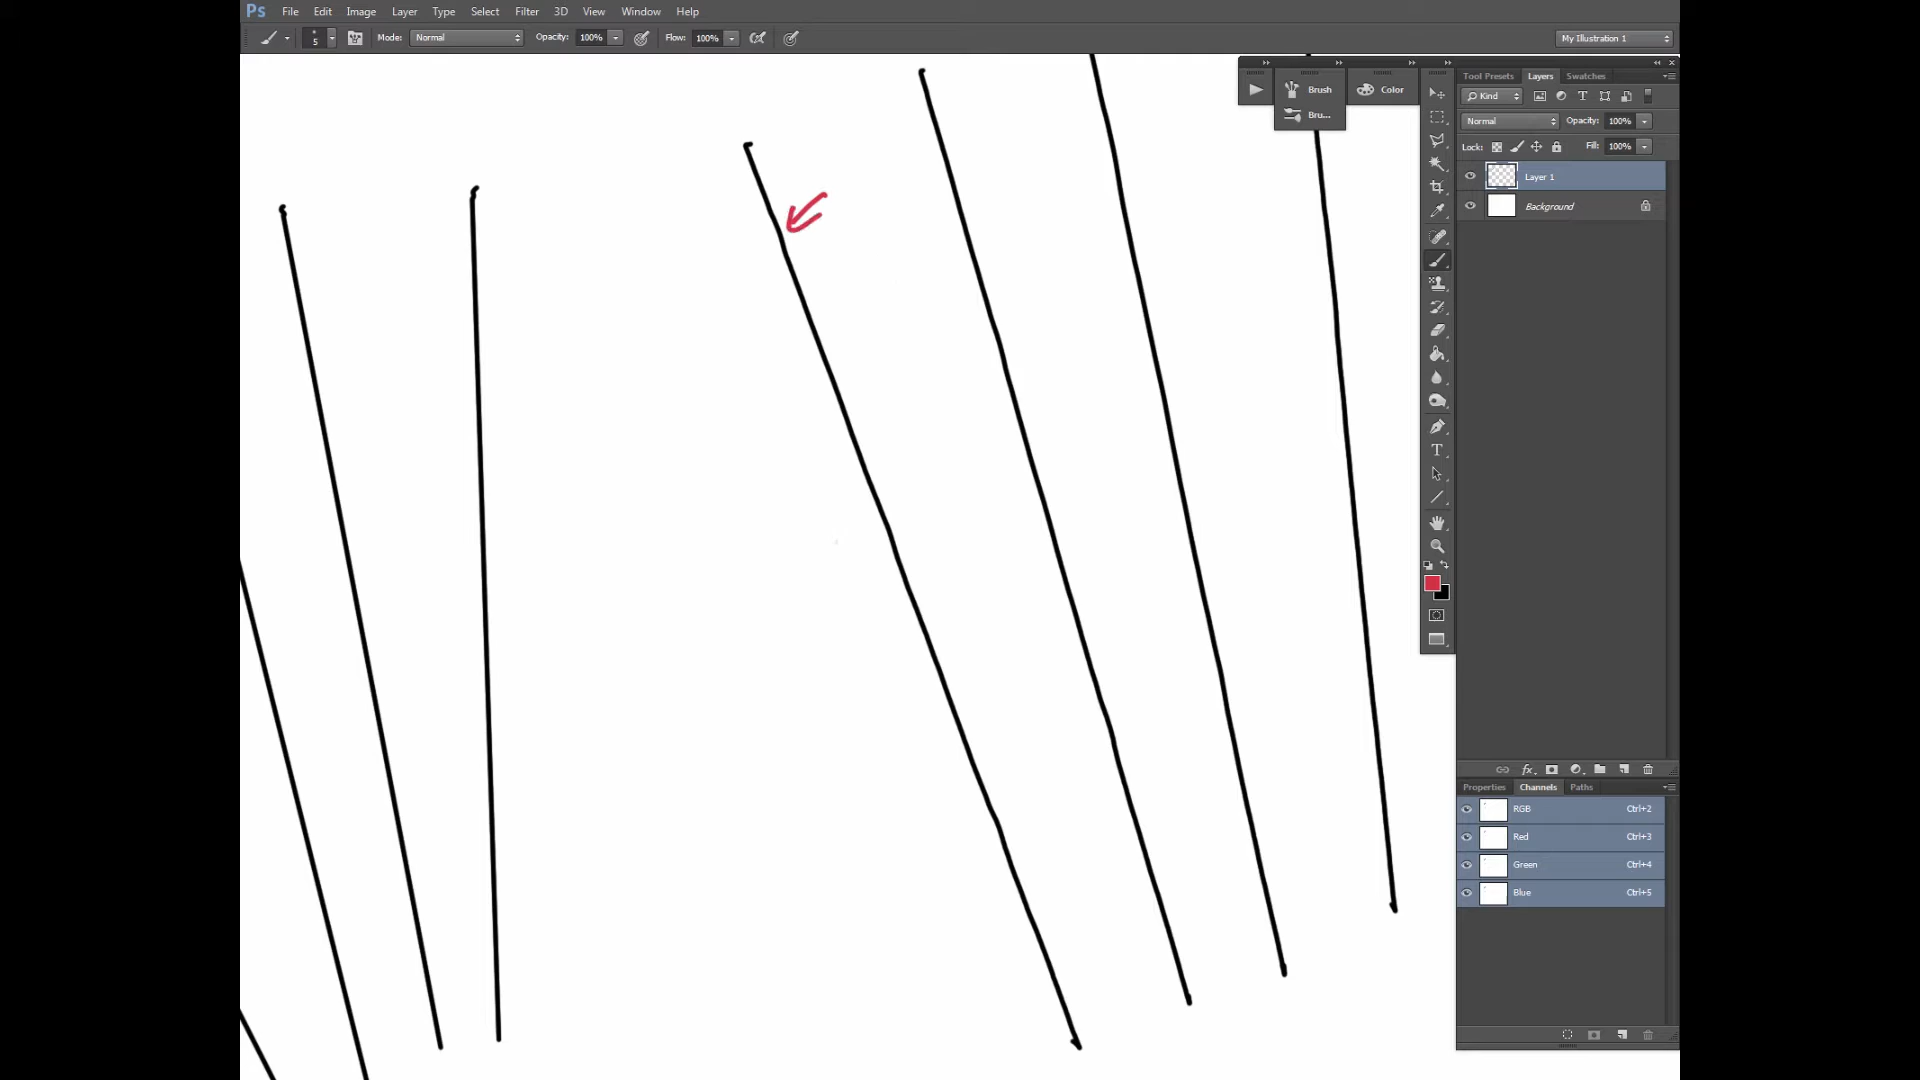 Ps File Edit Image Layer Type Select Filter 3D View Window Help
5 Mode: Normal Opacity: 100% Flow: 100% My Illustration 1
Brush
Bru...
Color
Tool Presets Layers Swatches
Kind
Normal Opacity: 100%
Lock: Fill: 100%
Layer 1
Background
fx
Properties Channels Paths
RGB Ctrl+2
Red Ctrl+3
Green Ctrl+4
Blue Ctrl+5